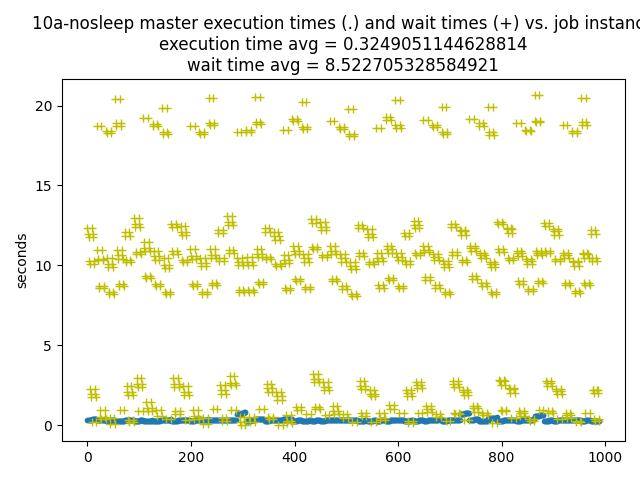 10a-nosleep master execution times (.) and wait times (+) vs. job instanc
execution time avg = 0.3249051144628814
wait time avg = 8.522705328584921
20
15
10
5
0
seconds
0 200 400 600 800 1000